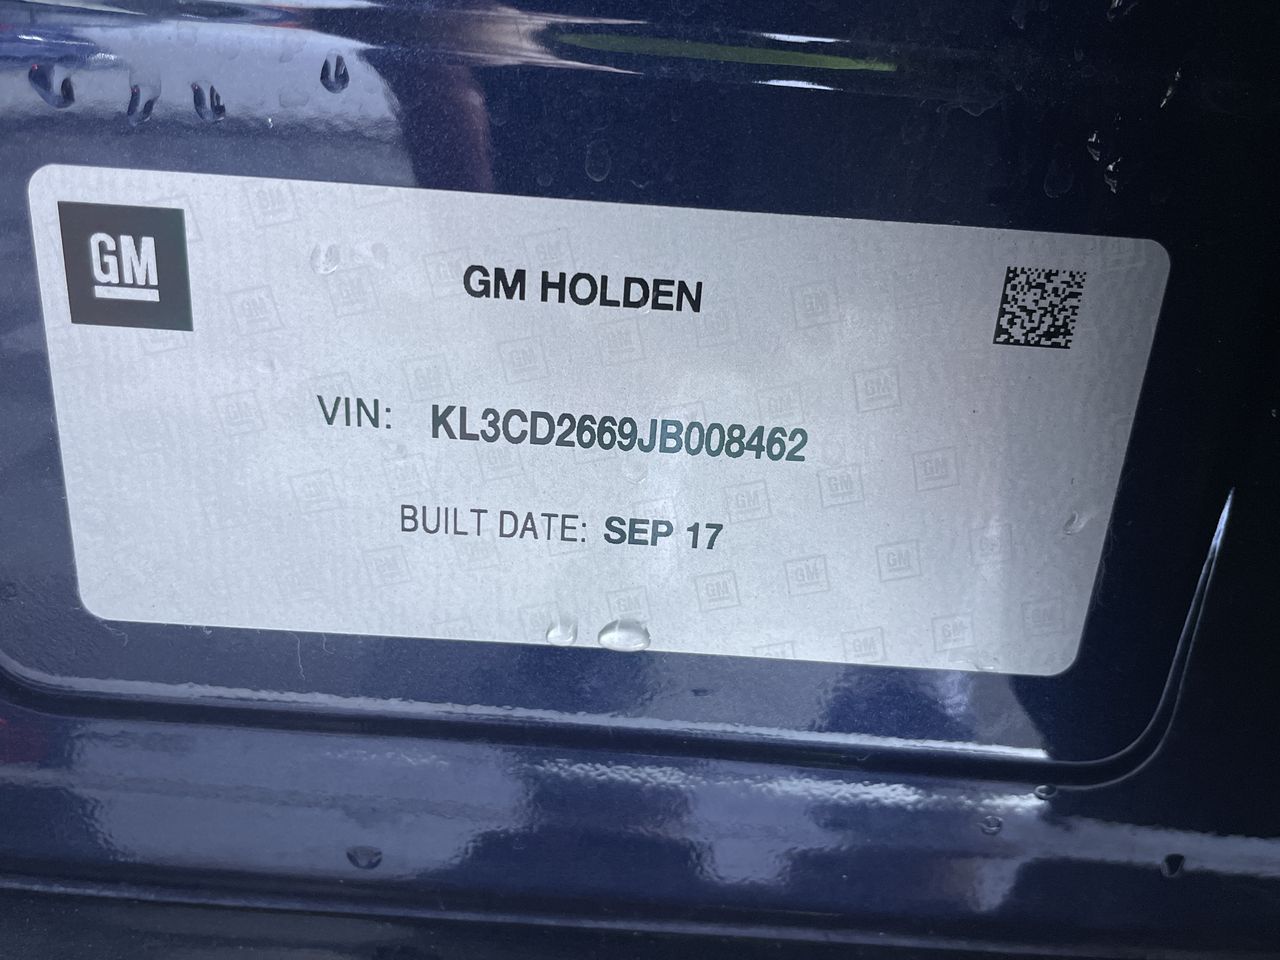 GM
GM HOLDEN
VIN: KL3CD2669JB008462
BUILT DATE: SEP 17